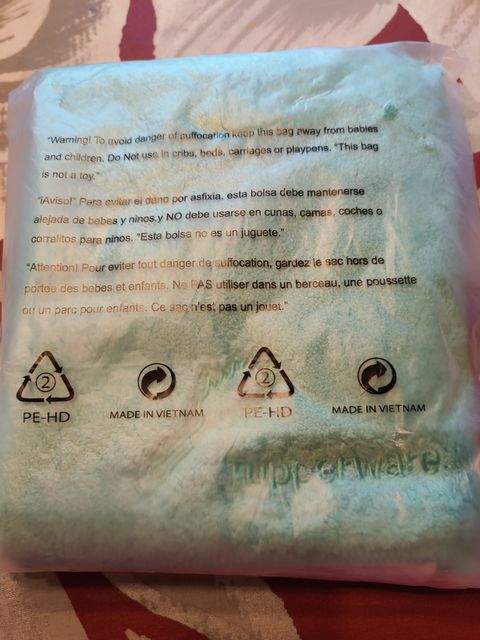 "Warning! To avoid danger of suffocation keep this bag away from babies
and children. Do Not use in cribs, beds, carriages or playpens. "This bag
is not a toy."
"¡Aviso!" Para evitar el dano por asfixia, esta bolsa debe mantenerse
alejada de bebes y ninos,y NO debe usarse en cunas, camas, coches o
corralitos para ninos. "Esta bolsa no es un juguete."
"Attention! Pour eviter tout danger de suffocation, gardez le sac hors de
portee des bebes et enfants. Ne PAS utiliser dans un berceau, une poussette
ou un parc pour enfants. Ce sac n'est pas un jouet."
2 2
PE-HD MADE IN VIETNAM PE-HD MADE IN VIETNAM
Tupperware